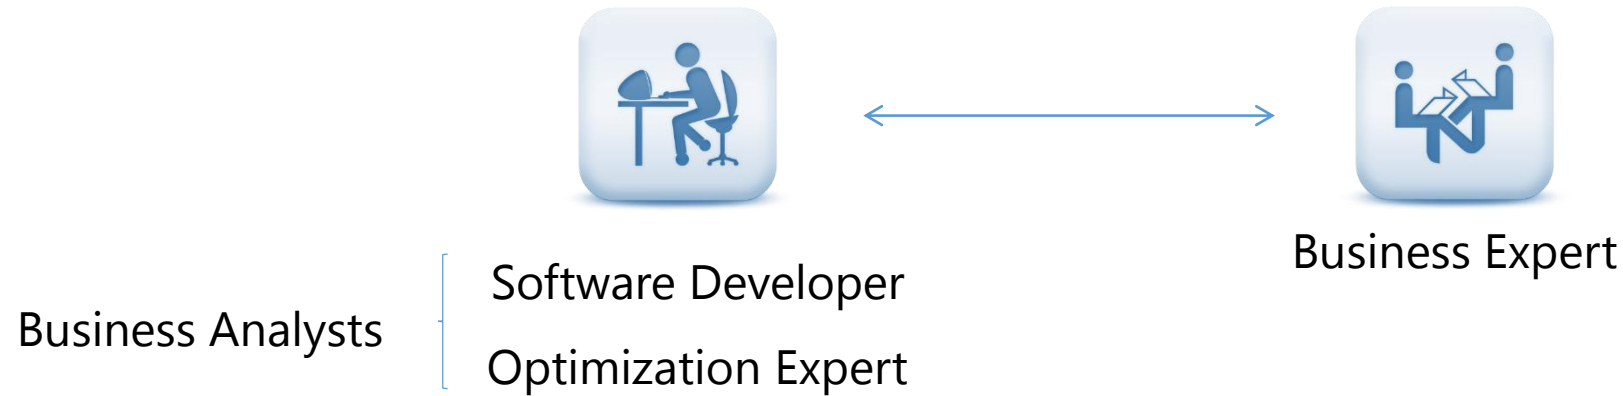 Business Expert
Software Developer
Business Analysts
Optimization Expert